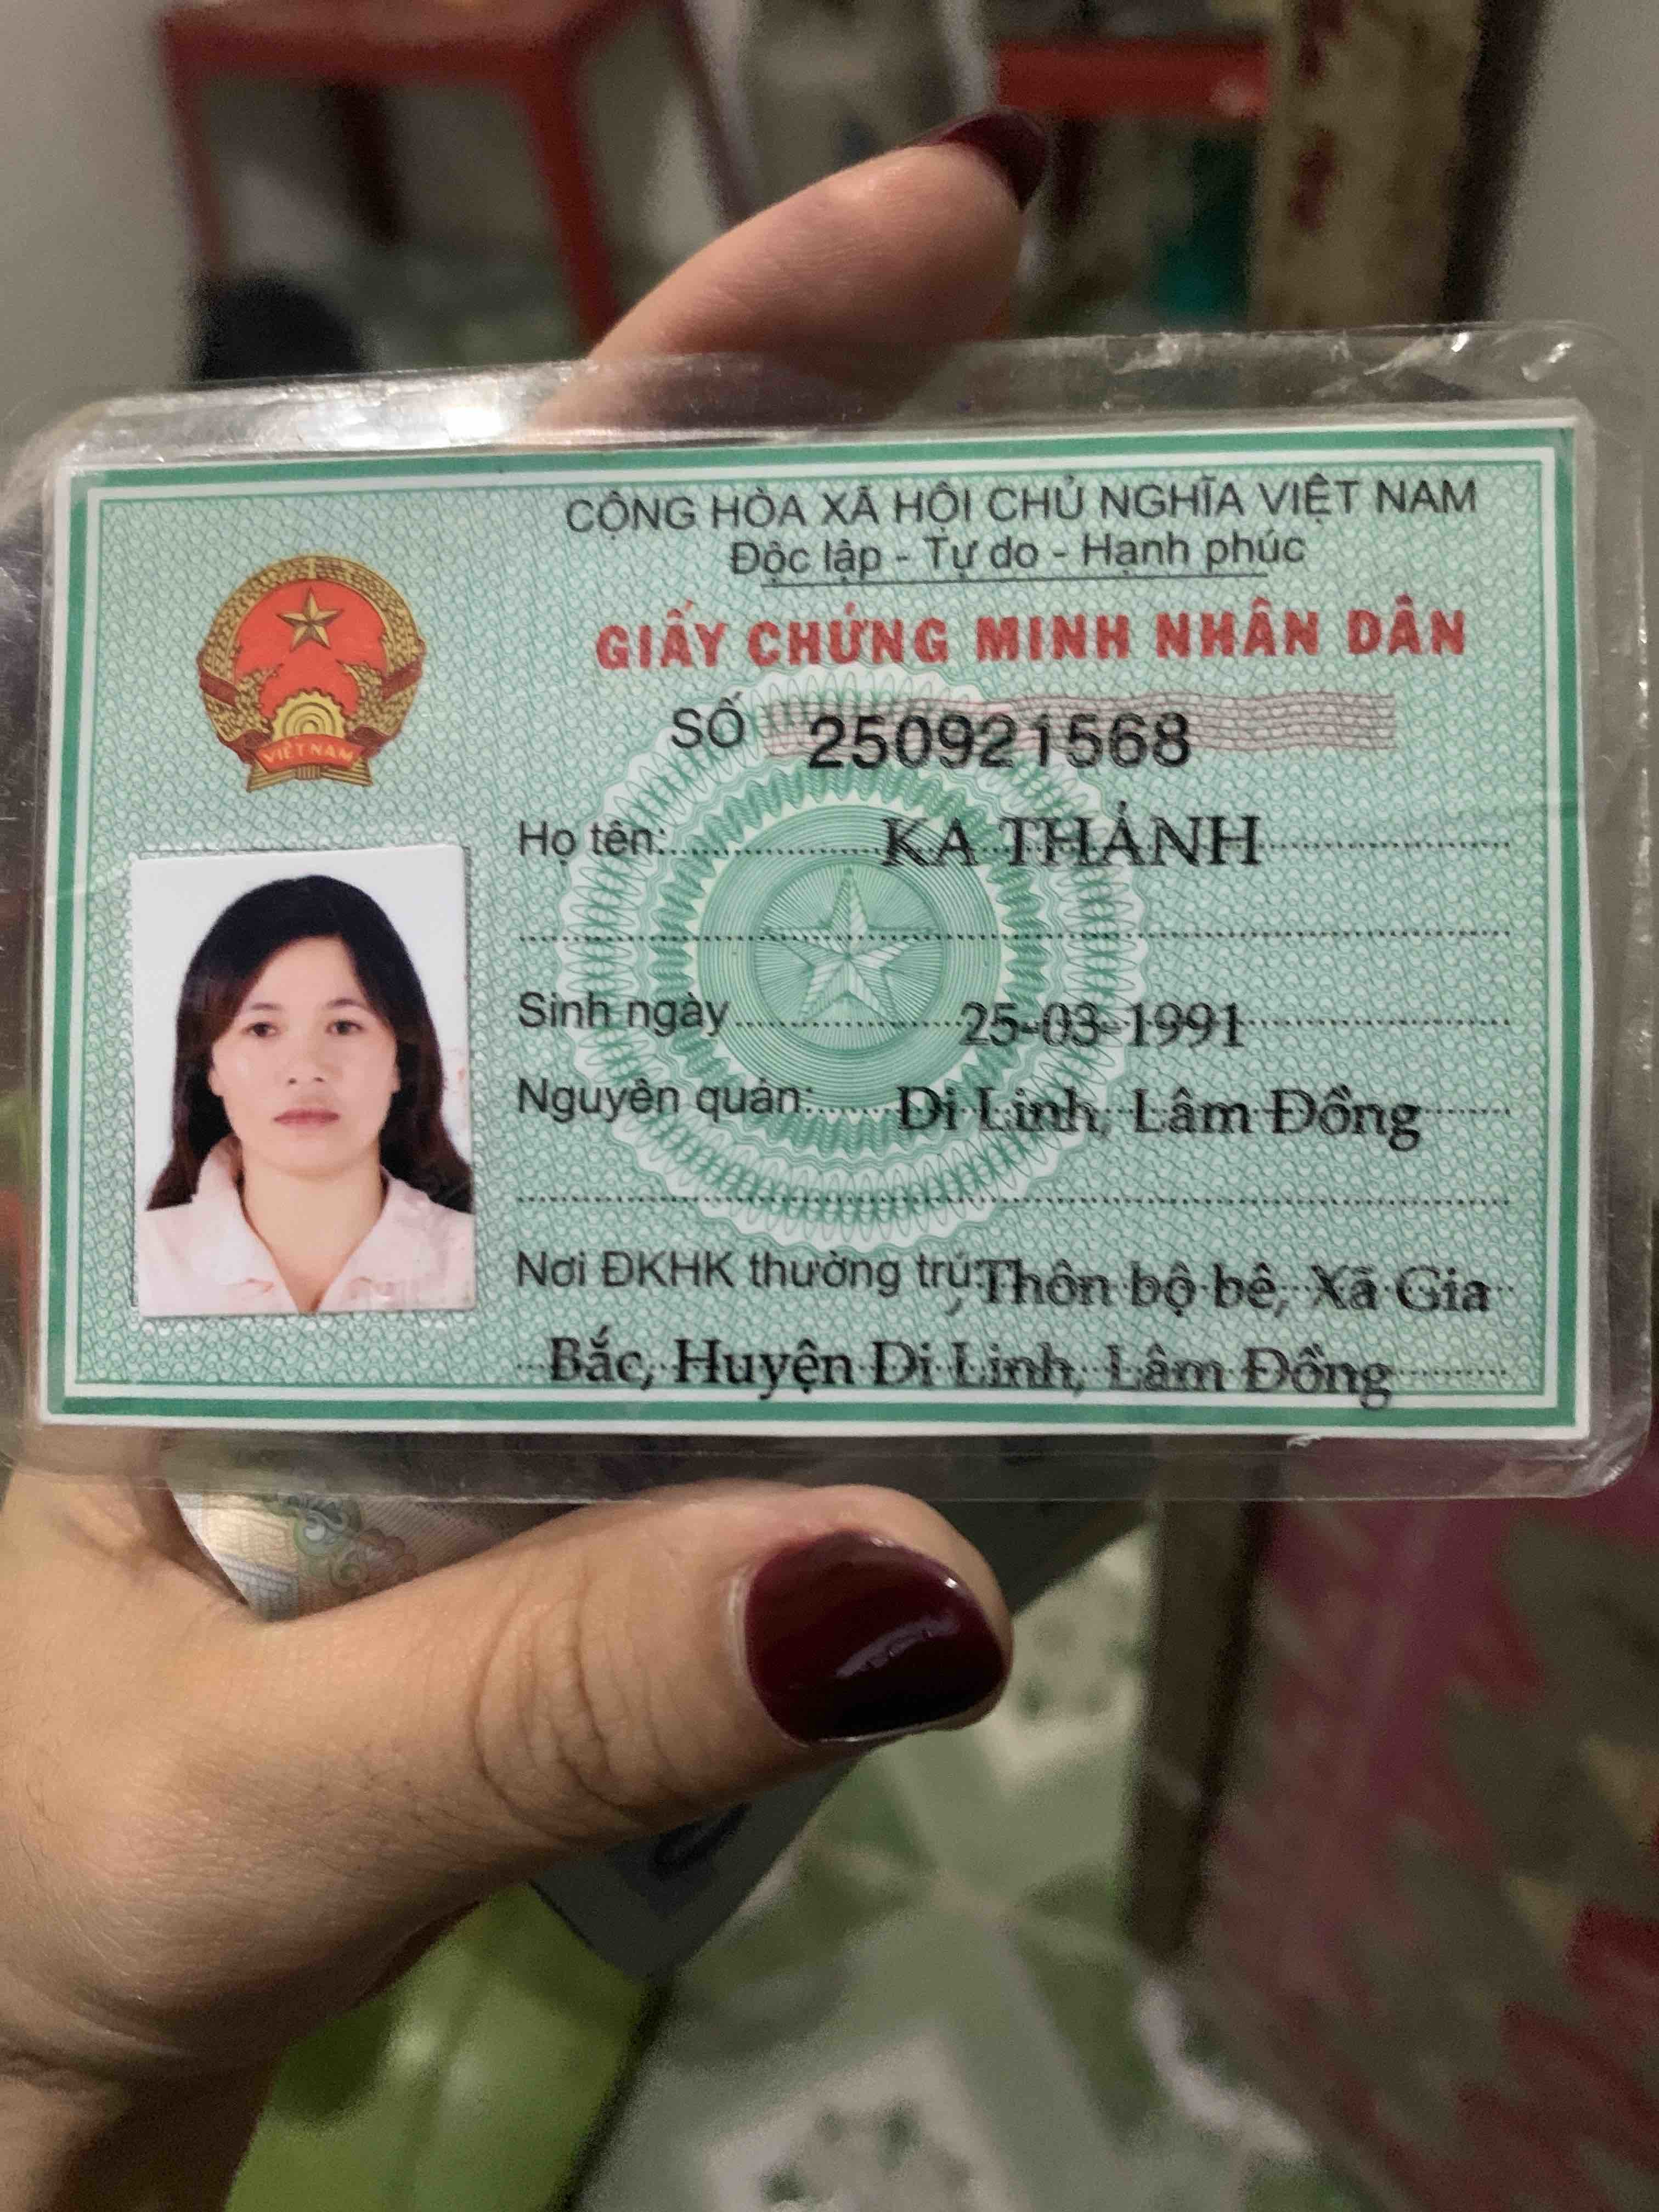 CỘNG HÒA XÃ HỘI CHỦ NGHĨA VIỆT NAM
Độc lập - Tự do - Hạnh phúc
GIẤY CHỨNG MINH NHÂN DÂN
SỐ 250921568
VIỆT NAM
Họ tên: KA THẢNH
Sinh ngày 25-03-1991
Nguyên quán: Di Linh, Lâm Đồng
Nơi ĐKHK thường trú: Thôn bộ bê, Xã Gia
Bắc, Huyện Di Linh, Lâm Đồng